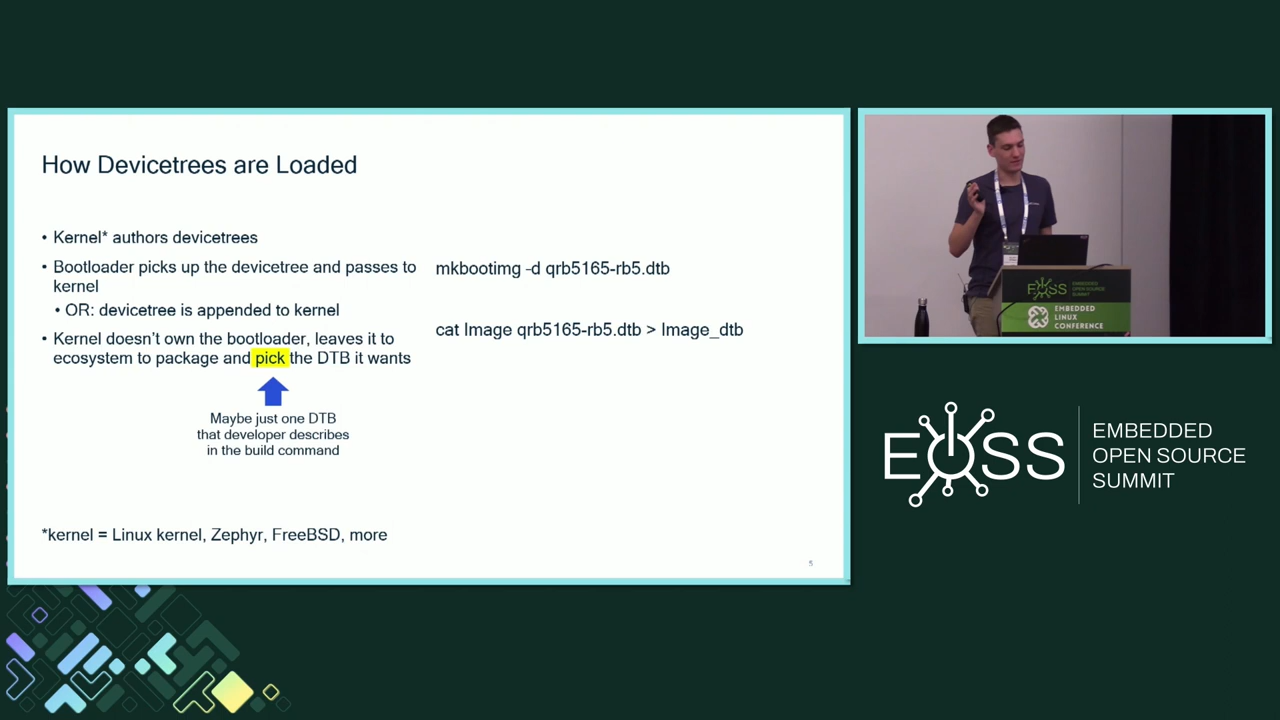 How Devicetrees are Loaded
• Kernel* authors devicetrees
• Bootloader picks up the devicetree and passes to
kernel
• OR: devicetree is appended to kernel
• Kernel doesn’t own the bootloader, leaves it to
ecosystem to package and pick the DTB it wants
Maybe just one DTB
that developer describes
in the build command
mkbootimg –d qrb5165-rb5.dtb
cat Image qrb5165-rb5.dtb > Image_dtb
*kernel = Linux kernel, Zephyr, FreeBSD, more
5
EOSS
EMBEDDED
OPEN SOURCE
SUMMIT
EMBEDDED
LINUX
CONFERENCE
EOSS
EMBEDDED
OPEN SOURCE
SUMMIT